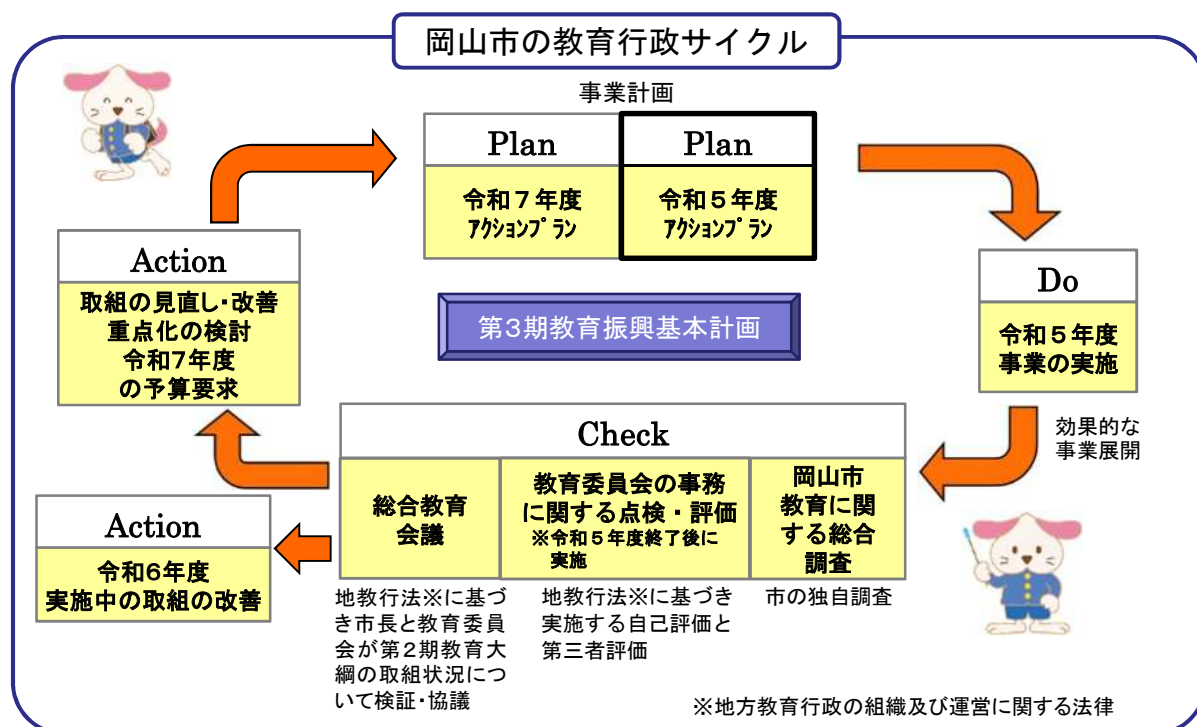 岡山市の教育行政サイクル
事業計画
Plan
令和７年度
ｱｸｼｮﾝﾌﾟﾗﾝ
Plan
令和５年度
ｱｸｼｮﾝﾌﾟﾗﾝ
Do
令和５年度
事業の実施
効果的な
事業展開
第３期教育振興基本計画
Check
総合教育
会議
地教行法※に基づ
き市長と教育委員
会が第２期教育大
綱の取組状況につ
いて検証・協議
教育委員会の事務
に関する点検・評価
※令和５年度終了後に
実施
地教行法※に基づき
実施する自己評価と
第三者評価
岡山市
教育に関
する総合
調査
市の独自調査
Action
取組の見直し・改善
重点化の検討
令和７年度
の予算要求
Action
令和６年度
実施中の取組の改善
※地方教育行政の組織及び運営に関する法律